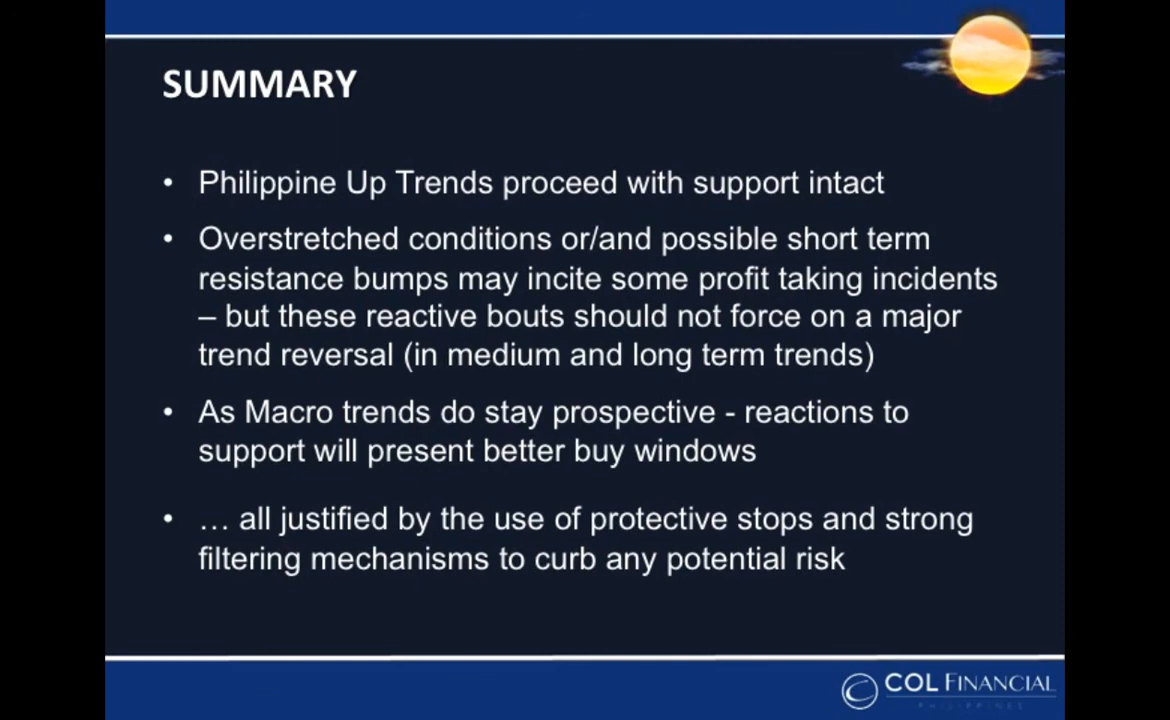 SUMMARY
• Philippine Up Trends proceed with support intact
• Overstretched conditions or/and possible short term
resistance bumps may incite some profit taking incidents
– but these reactive bouts should not force on a major
trend reversal (in medium and long term trends)
• As Macro trends do stay prospective - reactions to
support will present better buy windows
• … all justified by the use of protective stops and strong
filtering mechanisms to curb any potential risk
COL FINANCIAL
PHILIPPINES